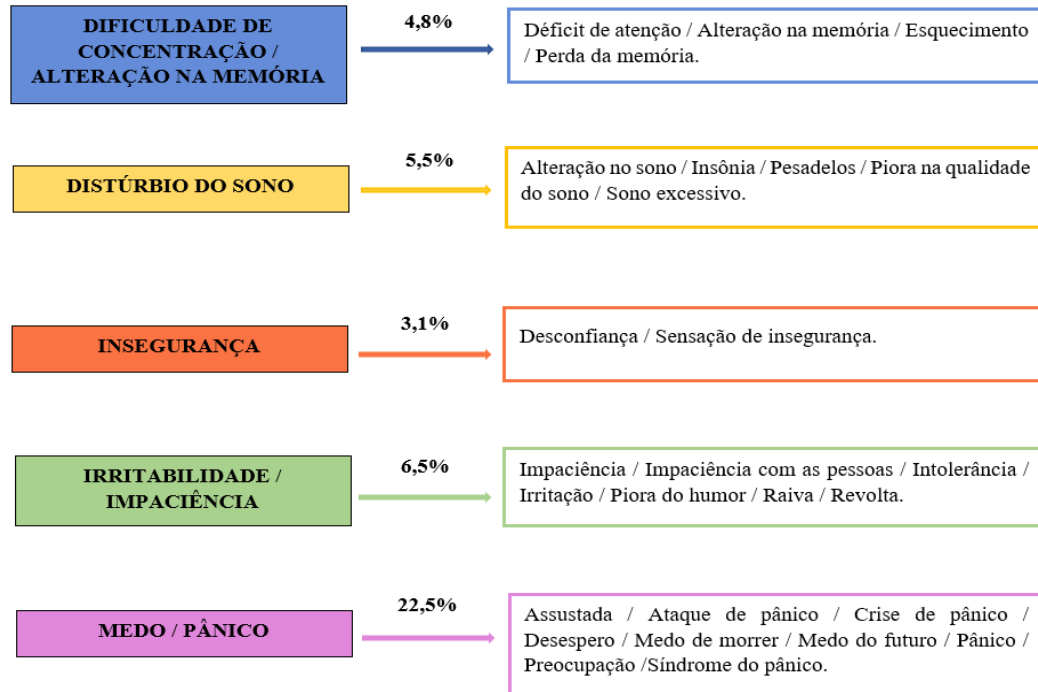 DIFICULDADE DE
CONCENTRAÇÃO /
ALTERAÇÃO NA MEMÓRIA
4,8%
Déficit de atenção / Alteração na memória / Esquecimento
/ Perda da memória.
DISTÚRBIO DO SONO
5,5%
Alteração no sono / Insônia / Pesadelos / Piora na qualidade
do sono / Sono excessivo.
INSEGURANÇA
3,1%
Desconfiança / Sensação de insegurança.
IRRITABILIDADE /
IMPACIÊNCIA
6,5%
Impaciência / Impaciência com as pessoas / Intolerância /
Irritação / Piora do humor / Raiva / Revolta.
MEDO / PÂNICO
22,5%
Assustada / Ataque de pânico / Crise de pânico /
Desespero / Medo de morrer / Medo do futuro / Pânico /
Preocupação /Síndrome do pânico.